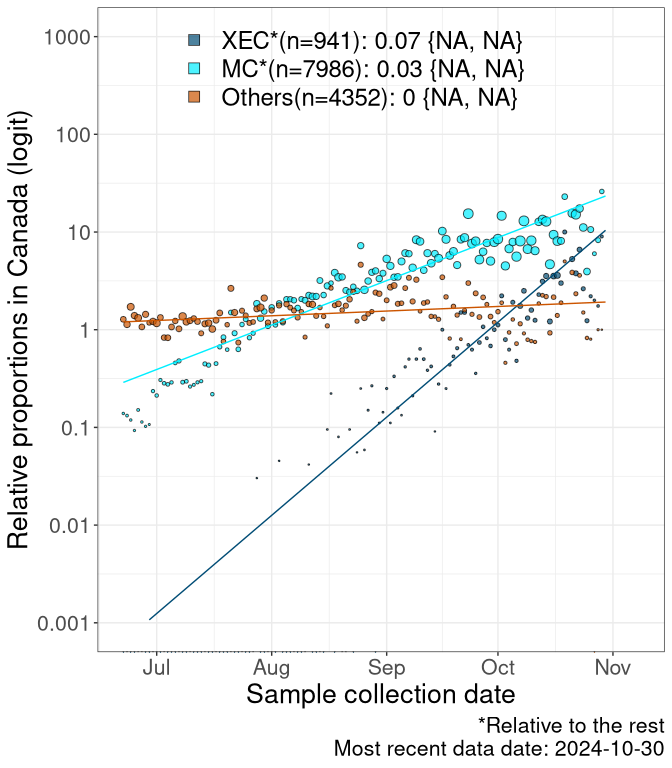 XEC*(n=941): 0.07 {NA, NA}
MC*(n=7986): 0.03 {NA, NA}
Others(n=4352): 0 {NA, NA}
Relative proportions in Canada (logit)
1000
100
10
1
0.1
0.01
0.001
Jul Aug Sep Oct Nov
Sample collection date
*Relative to the rest
Most recent data date: 2024-10-30